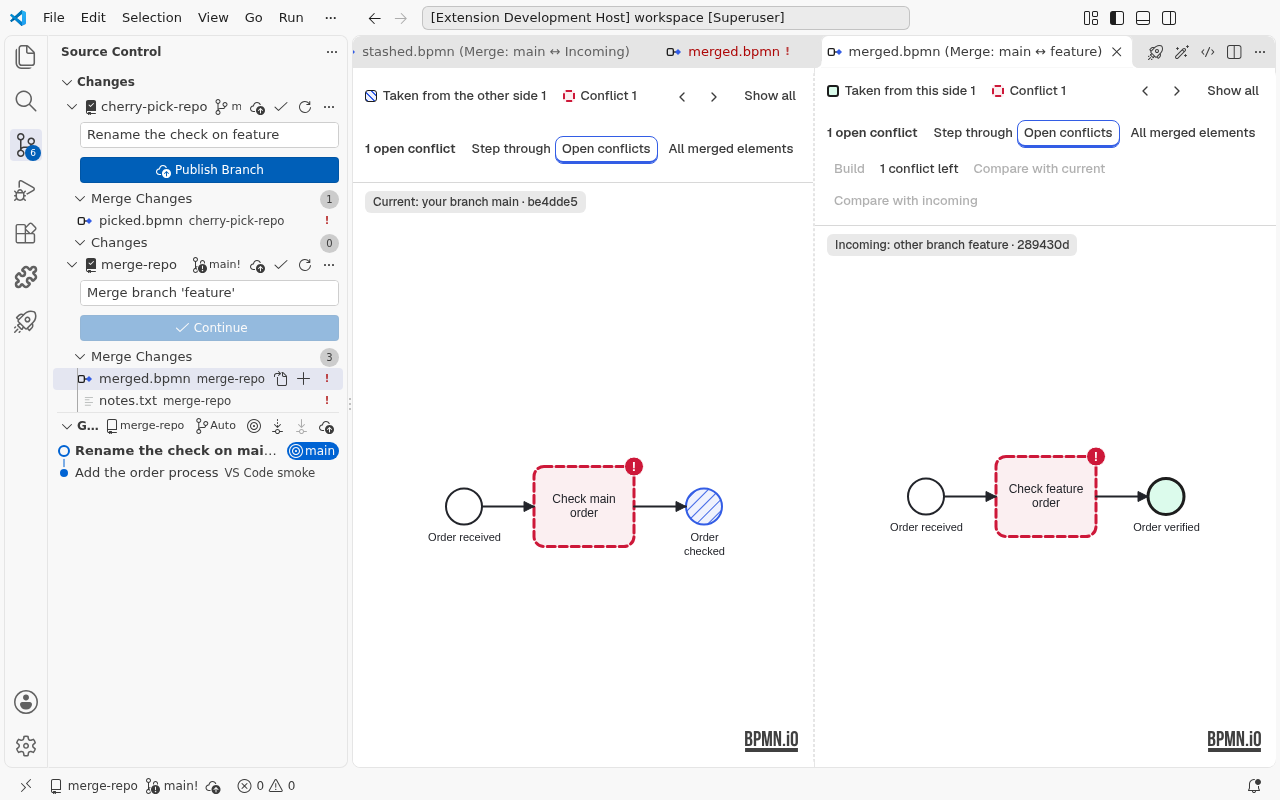 File Edit Selection View Go Run ···
[Extension Development Host] workspace [Superuser]
Source Control
Changes
cherry-pick-repo m
Rename the check on feature
Publish Branch
Merge Changes 1
picked.bpmn cherry-pick-repo !
Changes 0
merge-repo main!
Merge branch 'feature'
Continue
Merge Changes 3
merged.bpmn merge-repo !
notes.txt merge-repo !
G... merge-repo Auto
Rename the check on mai... main
Add the order process VS Code smoke
6
stashed.bpmn (Merge: main ↔ Incoming)
merged.bpmn !
merged.bpmn (Merge: main ↔ feature)
Taken from the other side 1 Conflict 1 Show all
1 open conflict Step through Open conflicts All merged elements
Current: your branch main · be4dde5
Order received
!
Check main
order
Order
checked
BPMN.iO
Taken from this side 1 Conflict 1 Show all
1 open conflict Step through Open conflicts All merged elements
Build 1 conflict left Compare with current
Compare with incoming
Incoming: other branch feature · 289430d
Order received
!
Check feature
order
Order verified
BPMN.iO
merge-repo main! 0 0